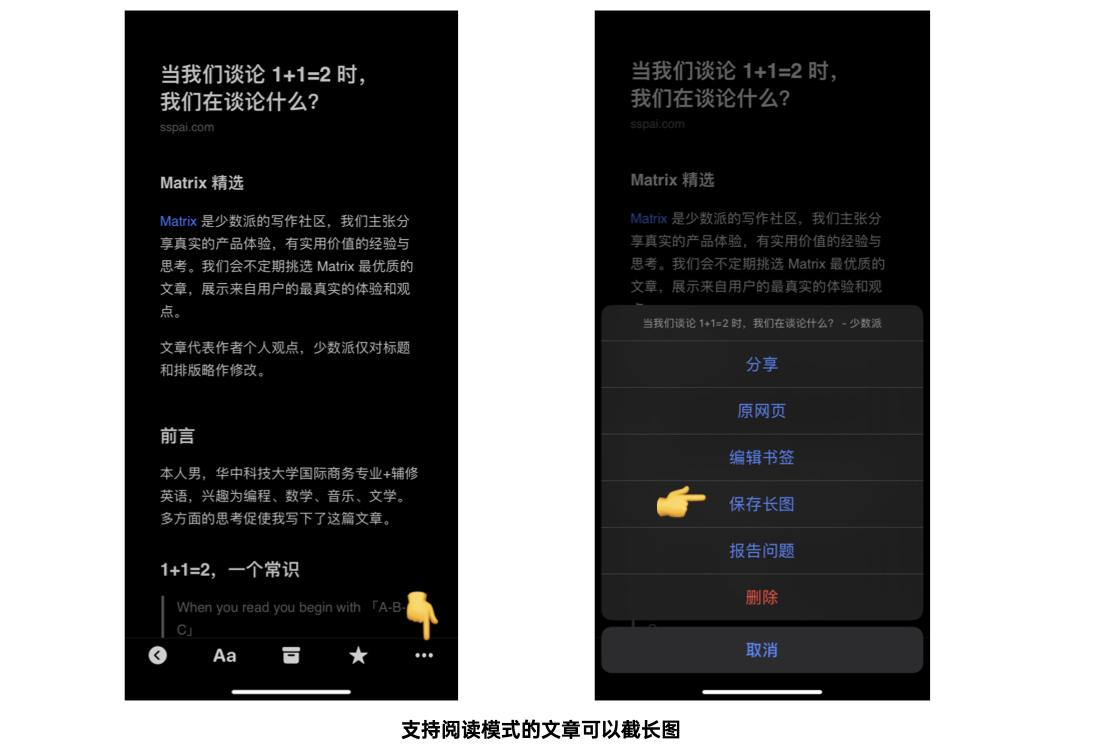 当我们谈论 1+1=2 时，
我们在谈论什么？
sspai.com
Matrix 精选
Matrix 是少数派的写作社区，我们主张分
享真实的产品体验，有实用价值的经验与
思考。我们会不定期挑选 Matrix 最优质的
文章，展示来自用户的最真实的体验和观
点。
文章代表作者个人观点，少数派仅对标题
和排版略作修改。
前言
本人男，华中科技大学国际商务专业+辅修
英语，兴趣为编程、数学、音乐、文学。
多方面的思考促使我写下了这篇文章。
1+1=2，一个常识
When you read you begin with 「A-B-
C」
Aa
当我们谈论 1+1=2 时，
我们在谈论什么？
sspai.com
Matrix 精选
Matrix 是少数派的写作社区，我们主张分
享真实的产品体验，有实用价值的经验与
思考。我们会不定期挑选 Matrix 最优质的
文章，展示来自用户的最真实的体验和观
当我们谈论 1+1=2 时，我们在谈论什么？ - 少数派
分享
原网页
编辑书签
保存长图
报告问题
删除
取消
支持阅读模式的文章可以截长图